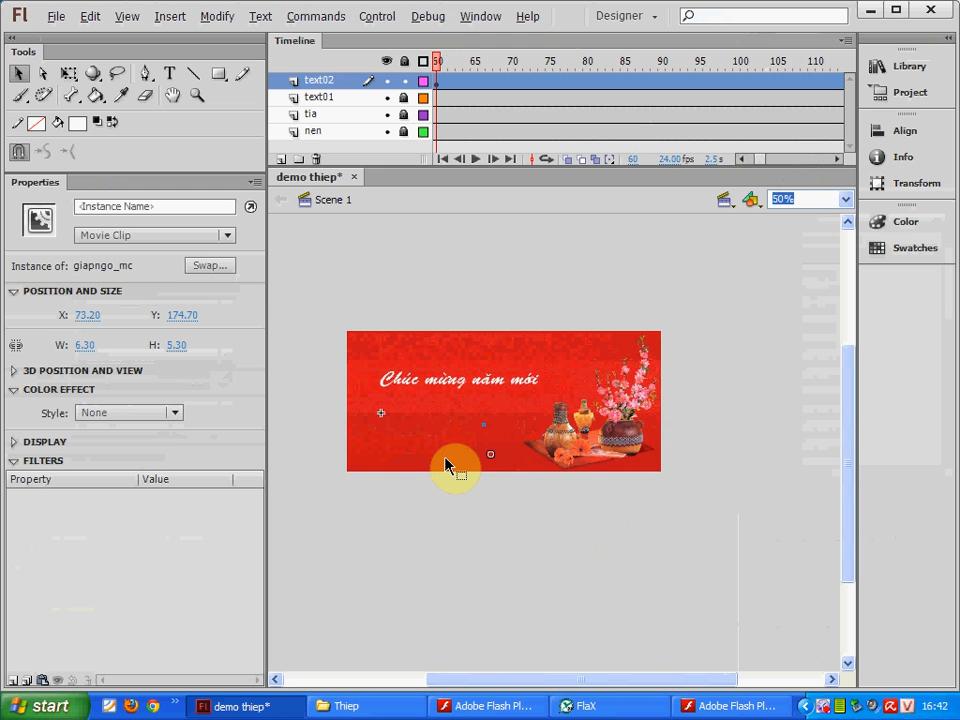 Fl File Edit View Insert Modify Text Commands Control Debug Window Help Designer
Tools
Timeline
60 65 70 75 80 85 90 95 100 105 110
text02
text01
tia
nen
60 24.00 fps 2.5 s
Properties
<Instance Name>
Movie Clip
Instance of: giapngo_mc Swap...
POSITION AND SIZE
X: 73.20 Y: 174.70
W: 6.30 H: 5.30
3D POSITION AND VIEW
COLOR EFFECT
Style: None
DISPLAY
FILTERS
Property Value
demo thiep*
Scene 1
50%
Chúc mừng năm mới
Library
Project
Align
Info
Transform
Color
Swatches
start
demo thiep*
Thiep
Adobe Flash Pl...
FlaX
Adobe Flash Pl...
V
16:42